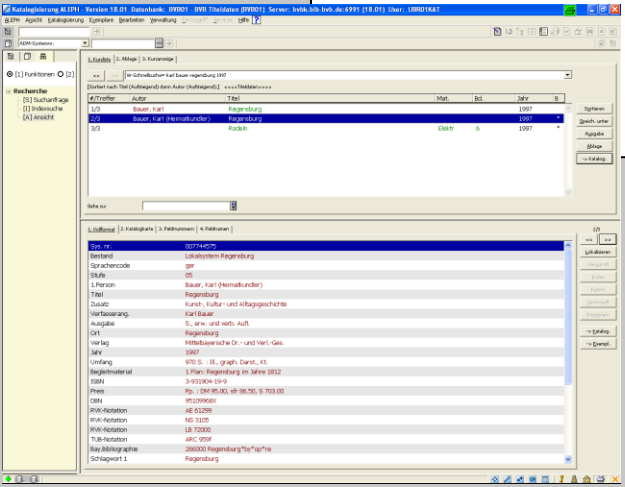 Katalogisierung ALEPH - Version 18.01 Datenbank: BVB01 - BVB Titeldaten (BVB01) Server: bvbk.bib-bvb.de:6991 (18.01) User: UBR01KAT
ALEPH Ansicht Katalogisierung Exemplare Bearbeiten Verwaltung Services Hilfe
ADM-Systemnr.
[1] Funktionen [2]
Recherche
[S] Suchanfrage
[I] Indexsuche
[A] Ansicht
1. Kurzliste 2. Ablage 3. Kurzanzeige
<< >> W-Schnellsuche= karl bauer regensburg 1997
[Sortiert nach: Titel (Aufsteigend) dann: Autor (Aufsteigend).] <<<<Titeldaten>>>>
#/Treffer Autor Titel Mat. Bd. Jahr B
1/3 Bauer, Karl Regensburg 1997
2/3 Bauer, Karl (Heimatkundler) Regensburg 1997 *
3/3 Rodeln Elektr 6 1997 *
Sortieren
Speich. unter
Ausgabe
Ablage
-> Katalog.
Gehe zu:
1. Vollformat 2. Katalogkarte 3. Feldnummern 4. Feldnamen
2/3
<< >>
Lokalisieren
-> Katalog.
-> Exempl.
Sys. nr. 007744575
Bestand Lokalsystem Regensburg
Sprachencode ger
Stufe 05
1.Person Bauer, Karl (Heimatkundler)
Titel Regensburg
Zusatz Kunst-, Kultur- und Alltagsgeschichte
Verfasserang. Karl Bauer
Ausgabe 5., erw. und verb. Aufl.
Ort Regensburg
Verlag Mittelbayerische Dr.- und Verl.-Ges.
Jahr 1997
Umfang 970 S. : Ill., graph. Darst., Kt.
Begleitmaterial 1 Plan: Regensburg im Jahre 1812
ISBN 3-931904-19-9
Preis Pp. : DM 95.00, sfr 86.50, S 703.00
DBN 95109968X
RVK-Notation AE 61299
RVK-Notation NS 3105
RVK-Notation LB 72000
TUB-Notation ARC 959f
Bay.Bibliographie 266000 Regensburg*by*op*re
Schlagwort 1 Regensburg